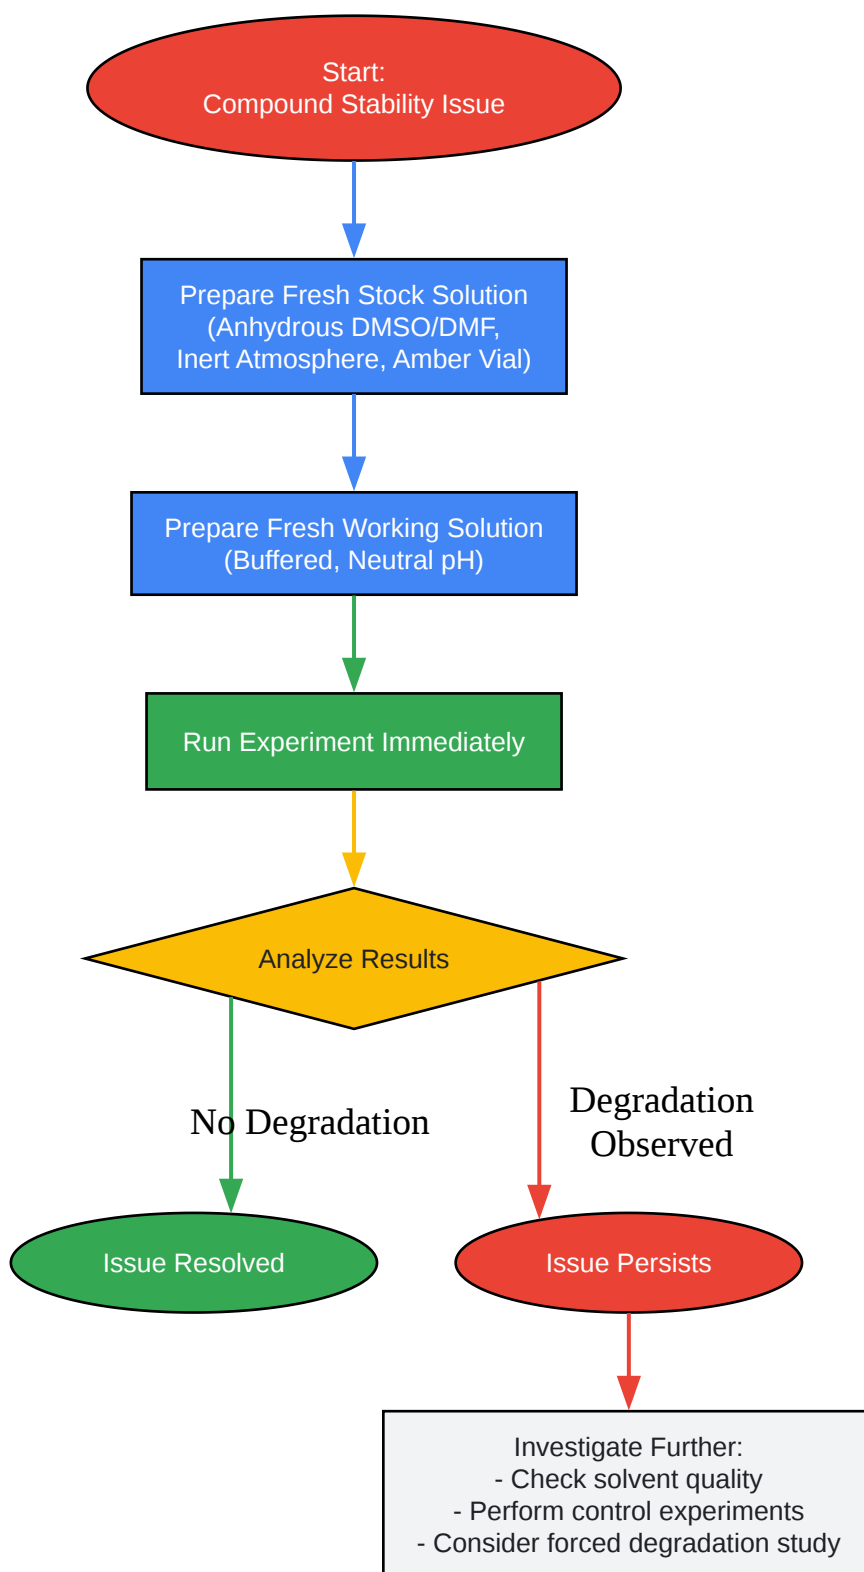 Start:
Compound Stability Issue
Prepare Fresh Stock Solution
(Anhydrous DMSO/DMF,
Inert Atmosphere, Amber Vial)
Prepare Fresh Working Solution
(Buffered, Neutral pH)
Run Experiment Immediately
Analyze Results
No Degradation
Degradation
Observed
Issue Resolved
Issue Persists
Investigate Further:
- Check solvent quality
- Perform control experiments
- Consider forced degradation study